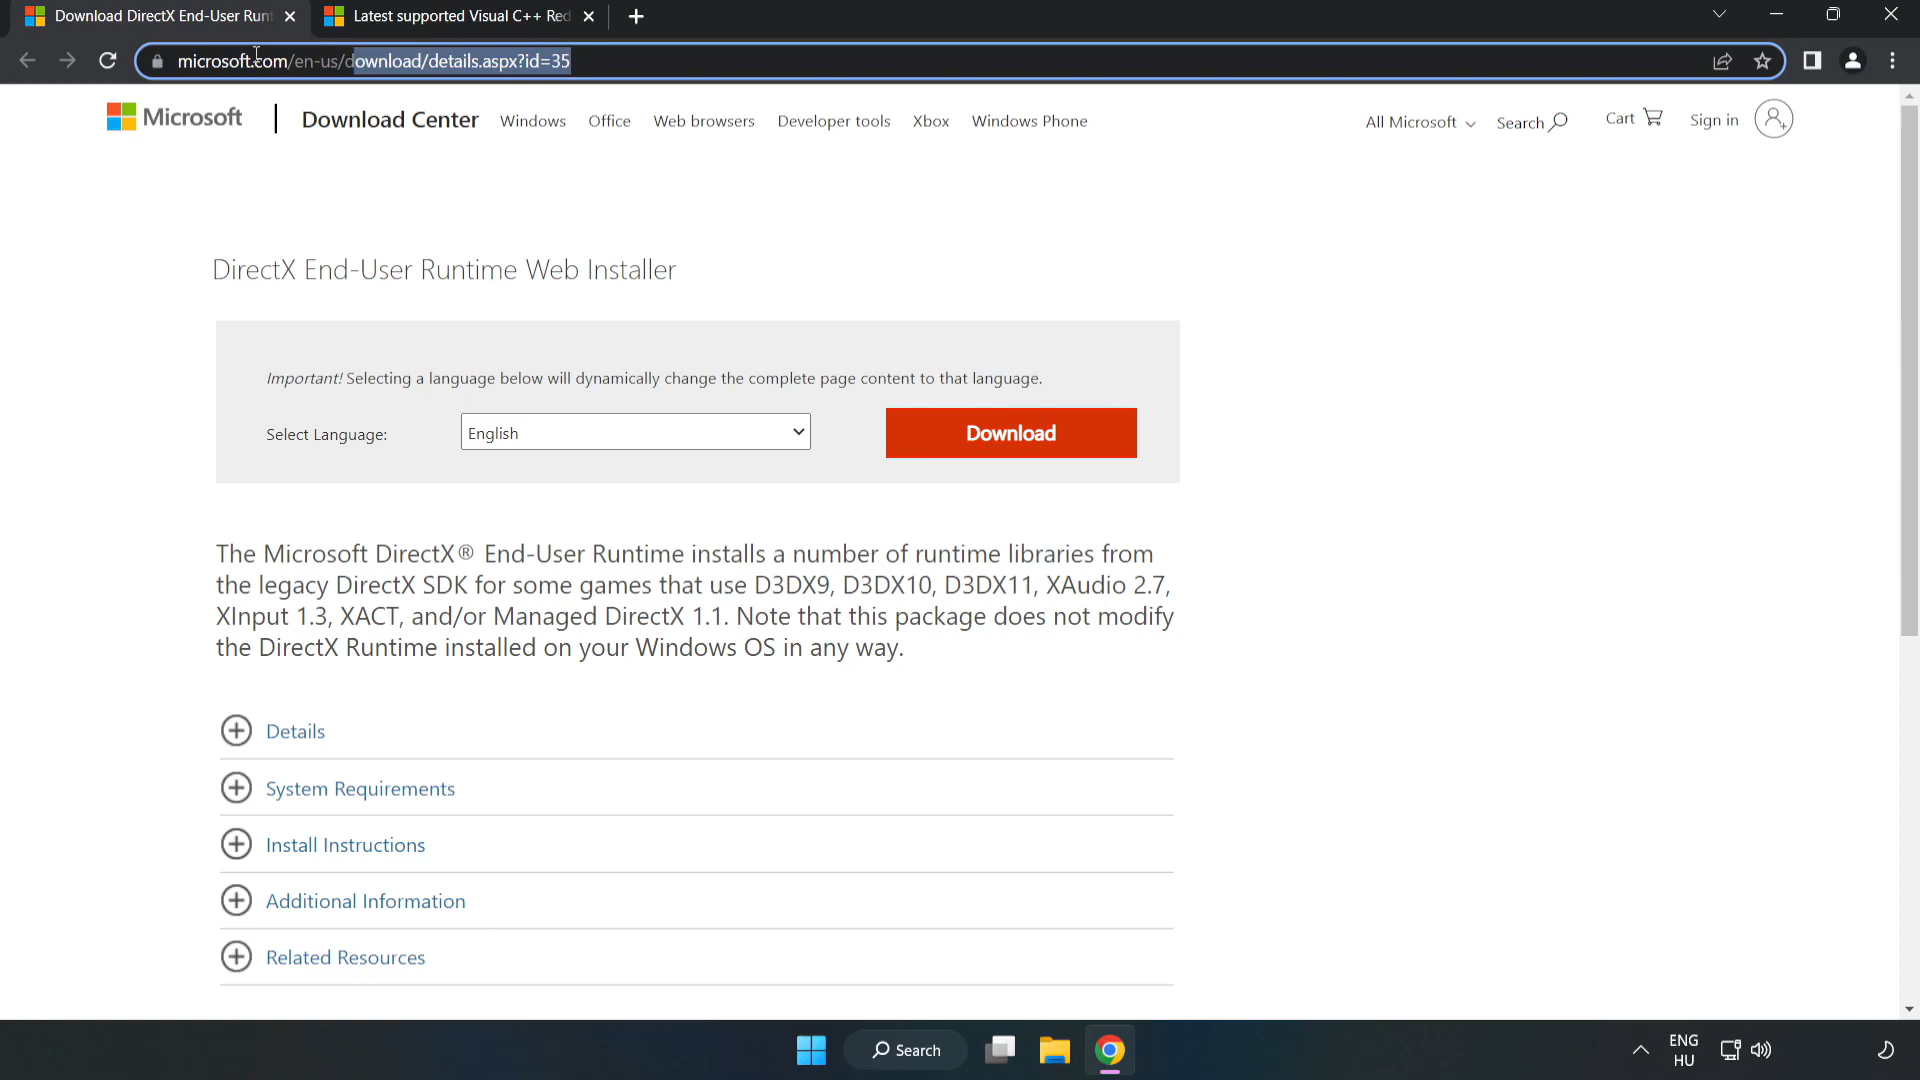 Download DirectX End-User Runt
Latest supported Visual C++ Red
microsoft.com/en-us/download/details.aspx?id=35
Microsoft
Download Center
Windows
Office
Web browsers
Developer tools
Xbox
Windows Phone
All Microsoft
Search
Cart
Sign in
DirectX End-User Runtime Web Installer
Important! Selecting a language below will dynamically change the complete page content to that language.
Select Language:
English
Download
The Microsoft DirectX® End-User Runtime installs a number of runtime libraries from
the legacy DirectX SDK for some games that use D3DX9, D3DX10, D3DX11, XAudio 2.7,
XInput 1.3, XACT, and/or Managed DirectX 1.1. Note that this package does not modify
the DirectX Runtime installed on your Windows OS in any way.
Details
System Requirements
Install Instructions
Additional Information
Related Resources
Search
ENG
HU